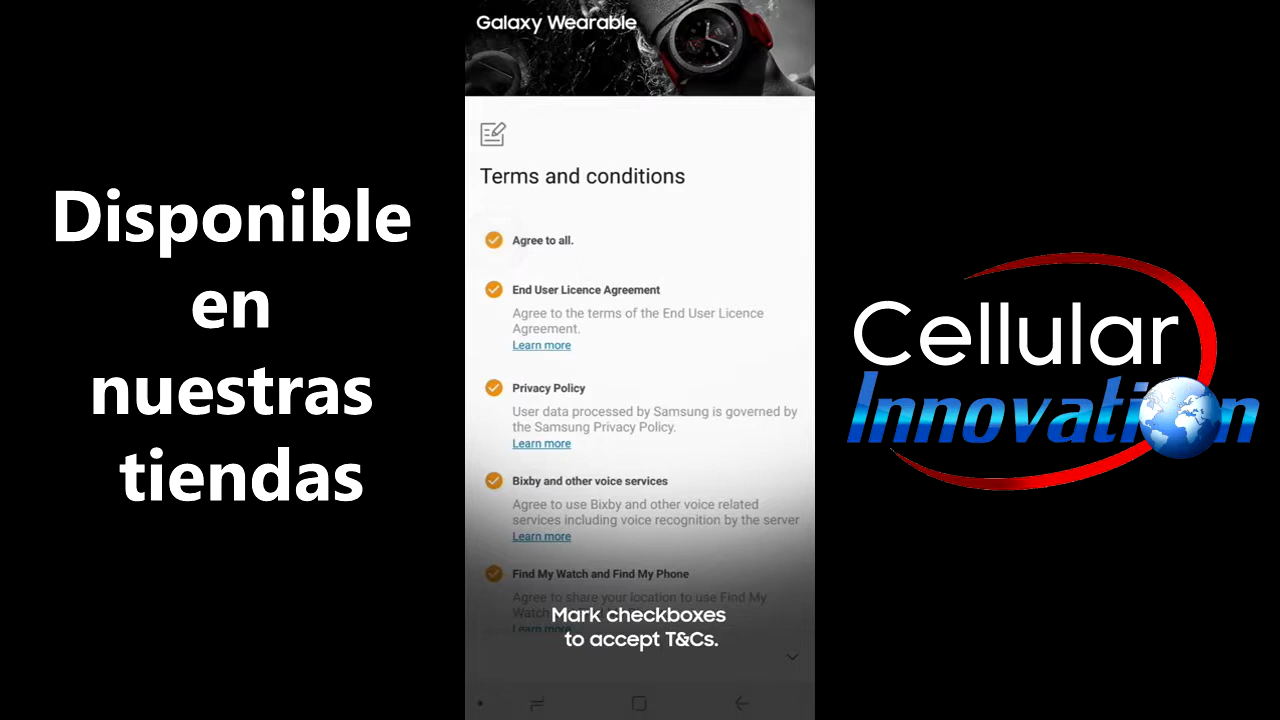 Disponible
en
nuestras
tiendas
Galaxy Wearable
Terms and conditions
Agree to all.
End User Licence Agreement
Agree to the terms of the End User Licence
Agreement.
Learn more
Privacy Policy
User data processed by Samsung is governed by
the Samsung Privacy Policy.
Learn more
Bixby and other voice services
Agree to use Bixby and other voice related
services including voice recognition by the server
Learn more
Find My Watch and Find My Phone
Agree to share your location to use Find My
Watch
Learn more
Mark checkboxes
to accept T&Cs.
Cellular
Innovation